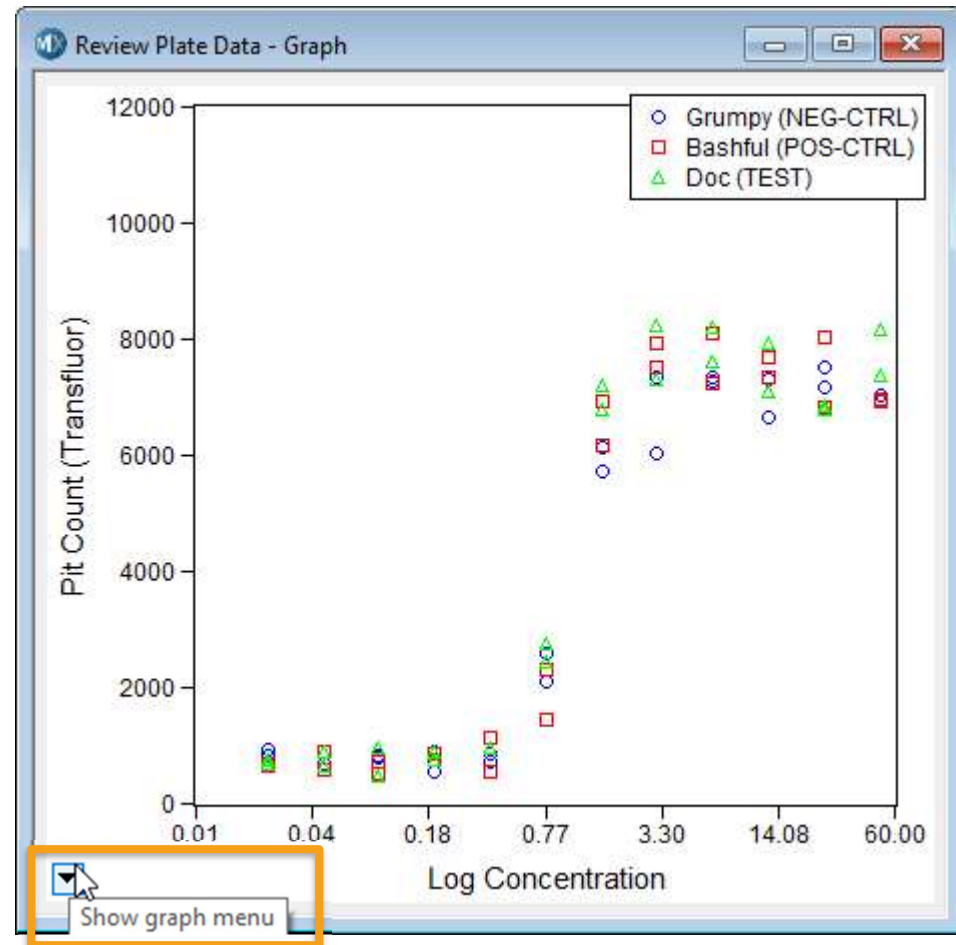 MX Review Plate Data - Graph
12000
10000
8000
6000
4000
2000
0
Pit Count (Transfluor)
Grumpy (NEG-CTRL)
Bashful (POS-CTRL)
Doc (TEST)
0.01 0.04 0.18 0.77 3.30 14.08 60.00
Log Concentration
Show graph menu